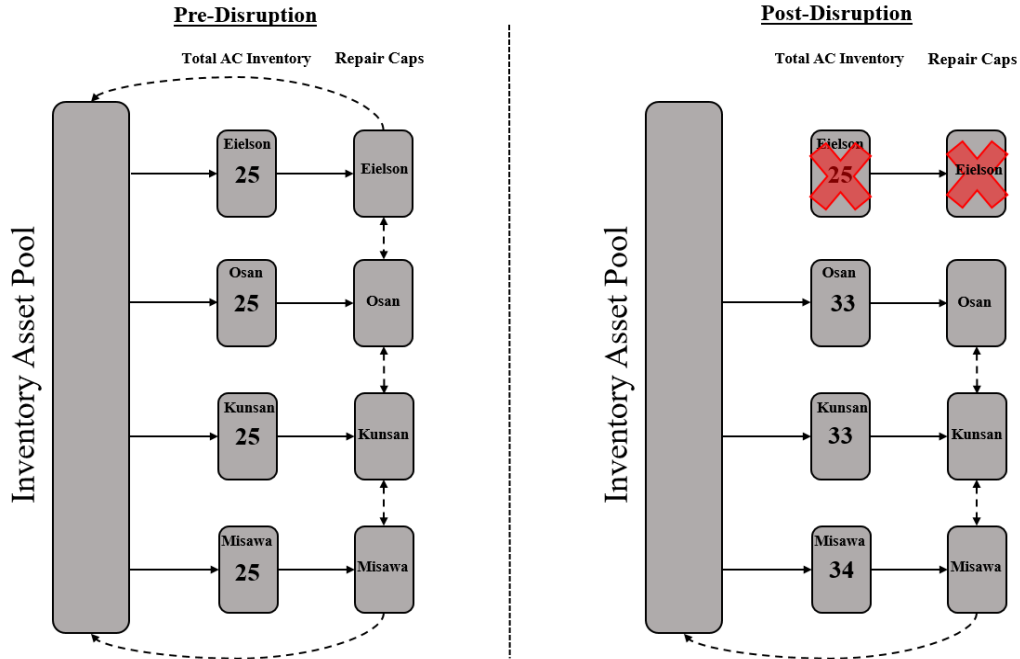 Pre-Disruption
Total AC Inventory
Repair Caps
Inventory Asset Pool
Eielson
25
Eielson
Osan
25
Osan
Kunsan
25
Kunsan
Misawa
25
Misawa
Post-Disruption
Total AC Inventory
Repair Caps
Inventory Asset Pool
Eielson
25
Eielson
Osan
33
Osan
Kunsan
33
Kunsan
Misawa
34
Misawa